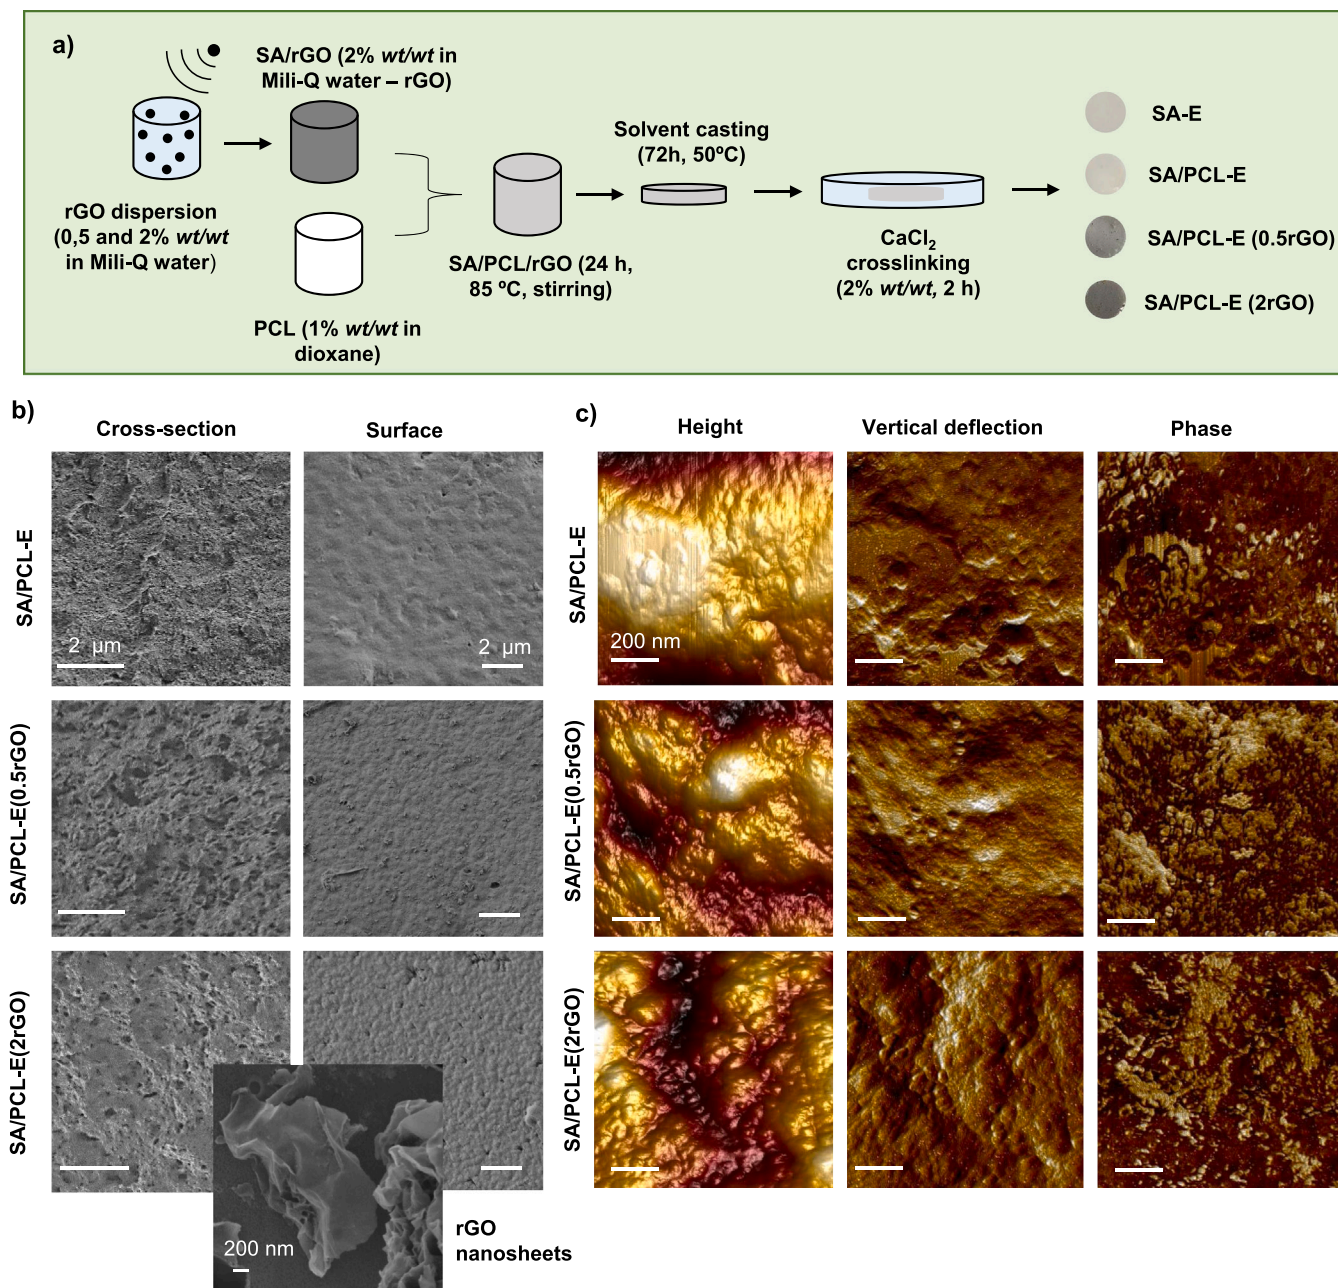 a)
SA/rGO (2% wt/wt in
Mili-Q water – rGO)
rGO dispersion
(0,5 and 2% wt/wt
in Mili-Q water)
PCL (1% wt/wt in
dioxane)
SA/PCL/rGO (24 h,
85 ºC, stirring)
Solvent casting
(72h, 50ºC)
CaCl2
crosslinking
(2% wt/wt, 2 h)
SA-E
SA/PCL-E
SA/PCL-E (0.5rGO)
SA/PCL-E (2rGO)
b)
Cross-section
Surface
SA/PCL-E
2 µm
2 µm
SA/PCL-E(0.5rGO)
SA/PCL-E(2rGO)
200 nm
rGO
nanosheets
c)
Height
Vertical deflection
Phase
SA/PCL-E
200 nm
SA/PCL-E(0.5rGO)
SA/PCL-E(2rGO)